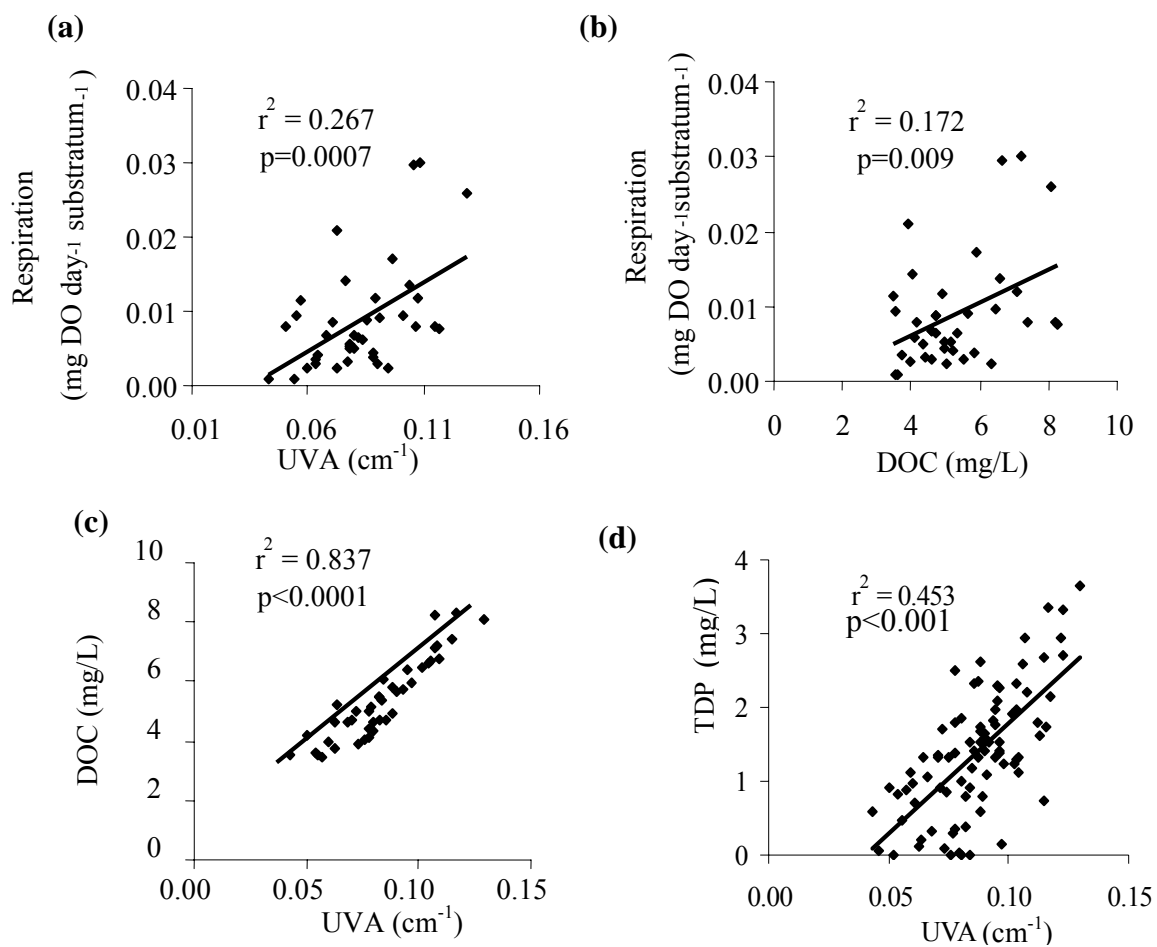 (a)
r² = 0.267
p=0.0007
Respiration
(mg DO day-1 substratum-1)
0.04
0.03
0.02
0.01
0.00
0.01 0.06 0.11 0.16
UVA (cm-1)
(b)
r² = 0.172
p=0.009
Respiration
(mg DO day-1substratum-1)
0.04
0.03
0.02
0.01
0.00
0 2 4 6 8 10
DOC (mg/L)
(c)
r² = 0.837
p<0.0001
DOC (mg/L)
10
8
6
4
2
0
0.00 0.05 0.10 0.15
UVA (cm-1)
(d)
r² = 0.453
p<0.001
TDP (mg/L)
4
3
2
1
0
0.00 0.05 0.10 0.15
UVA (cm-1)